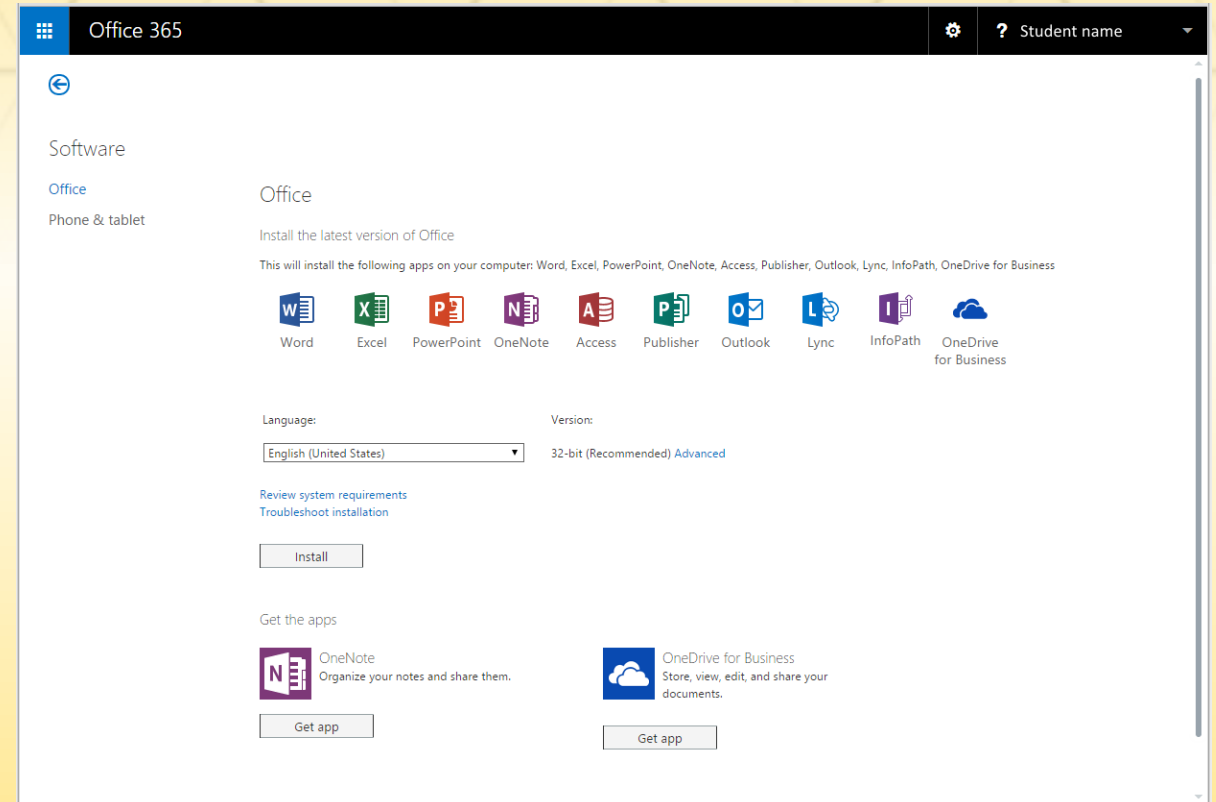 Office 365
? Student name
Software
Office
Phone & tablet
Office
Install the latest version of Office
This will install the following apps on your computer: Word, Excel, PowerPoint, OneNote, Access, Publisher, Outlook, Lync, InfoPath, OneDrive for Business
W X P N A P O L I
Word Excel PowerPoint OneNote Access Publisher Outlook Lync InfoPath OneDrive for Business
Language: Version:
English (United States) 32-bit (Recommended) Advanced
Review system requirements
Troubleshoot installation
Install
Get the apps
N
OneNote
Organize your notes and share them.
Get app
OneDrive for Business
Store, view, edit, and share your
documents.
Get app